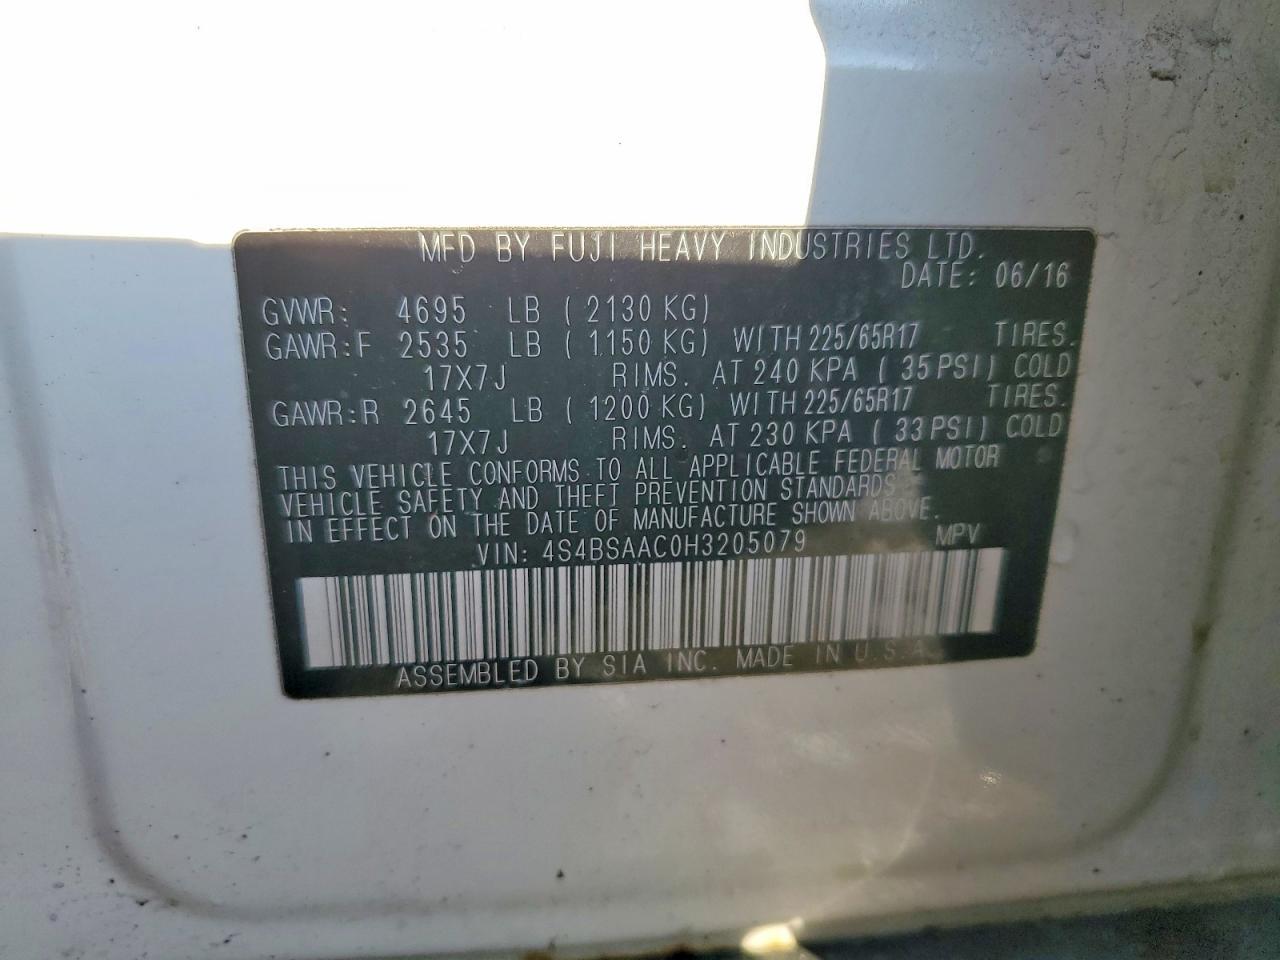 MFD BY FUJI HEAVY INDUSTRIES LTD.
DATE: 06/16
GVWR: 4695 LB ( 2130 KG)
GAWR:F 2535 LB ( 1150 KG) WITH 225/65R17 TIRES.
17X7J RIMS. AT 240 KPA ( 35 PSI) COLD
GAWR:R 2645 LB ( 1200 KG) WITH 225/65R17 TIRES.
17X7J RIMS. AT 230 KPA ( 33 PSI) COLD
THIS VEHICLE CONFORMS TO ALL APPLICABLE FEDERAL MOTOR
VEHICLE SAFETY AND THEFT PREVENTION STANDARDS
IN EFFECT ON THE DATE OF MANUFACTURE SHOWN ABOVE.
VIN: 4S4BSAAC0H3205079 MPV
ASSEMBLED BY SIA INC. MADE IN U.S.A.